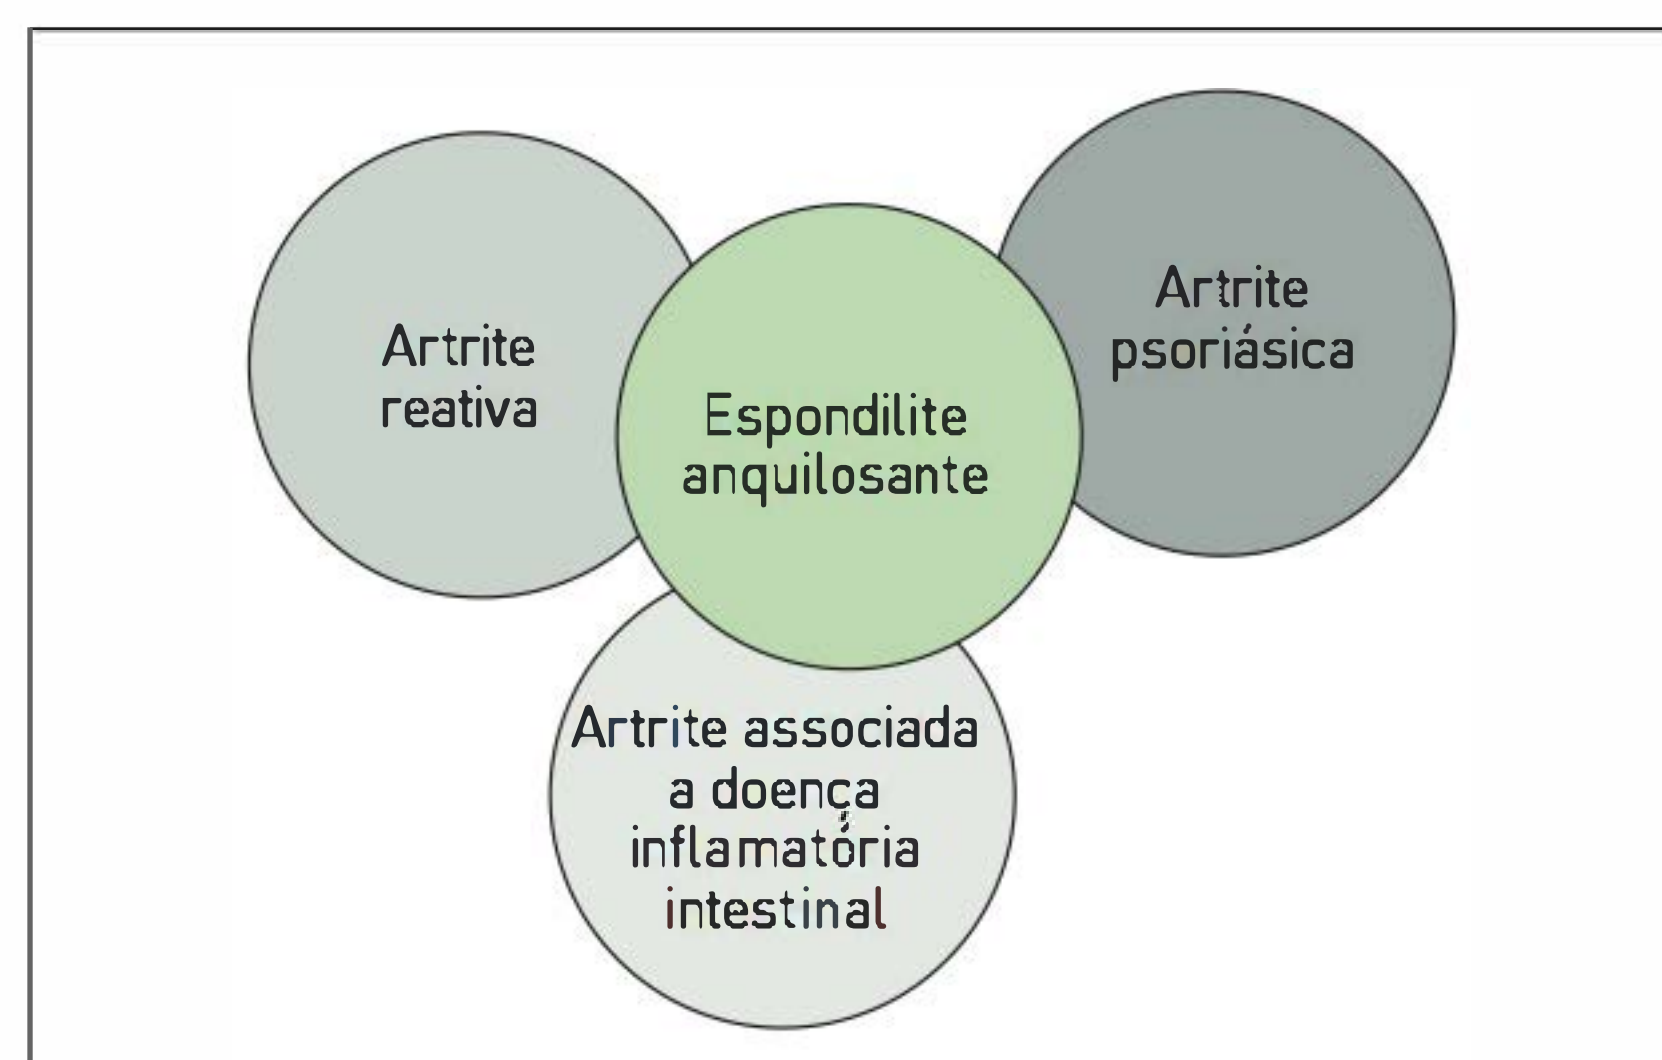 Artrite
reativa
Espondilite
anquilosante
Artrite
psoriásica
Artrite associada
a doença
inflamatória
intestinal